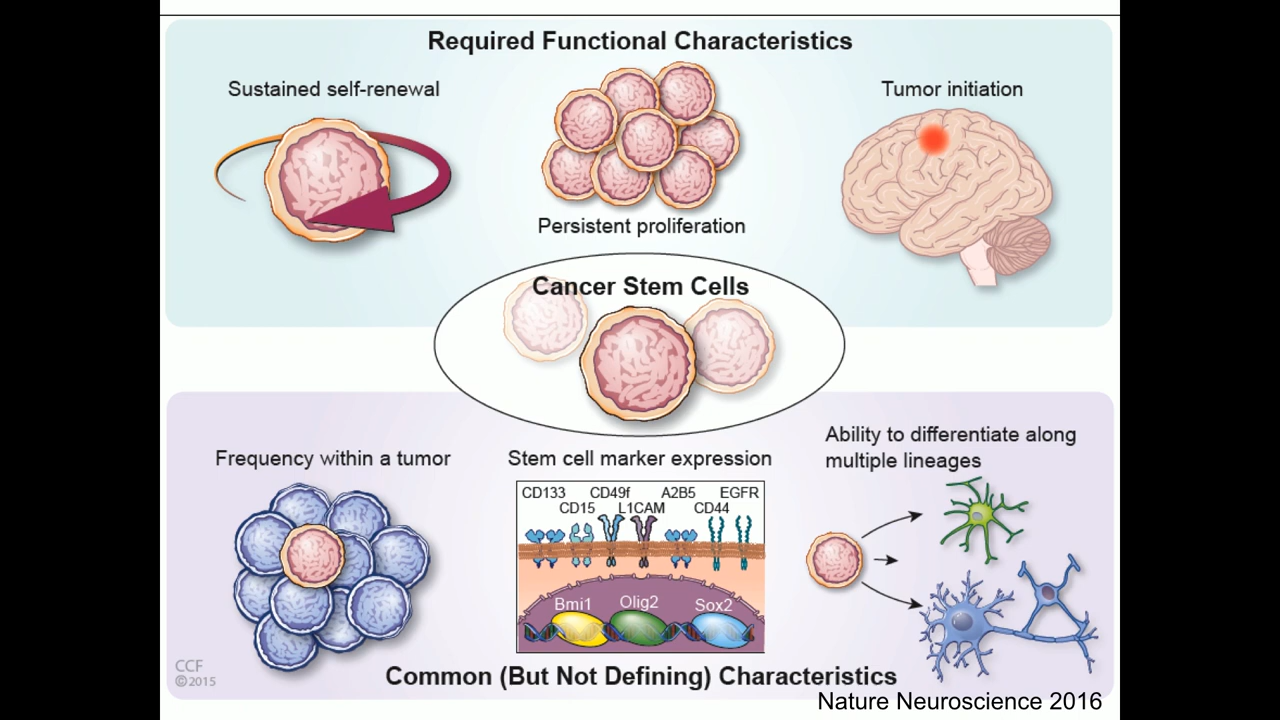 Required Functional Characteristics
Sustained self-renewal
Persistent proliferation
Tumor initiation
Cancer Stem Cells
Frequency within a tumor
Stem cell marker expression
CD133 CD49f A2B5 EGFR
CD15 L1CAM CD44
Bmi1 Olig2 Sox2
Ability to differentiate along
multiple lineages
CCF
©2015
Common (But Not Defining) Characteristics
Nature Neuroscience 2016